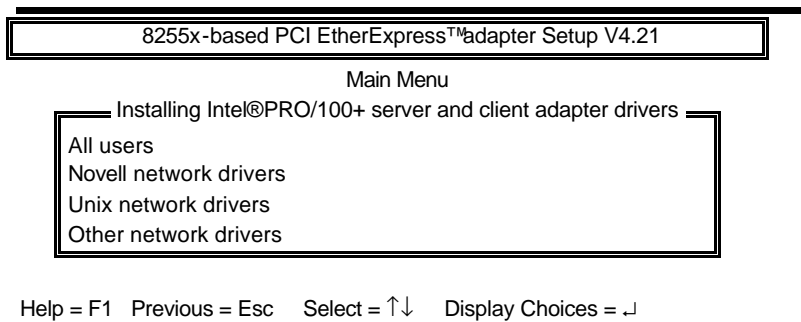 8255x-based PCI EtherExpress™adapter Setup V4.21
Main Menu
Installing Intel®PRO/100+ server and client adapter drivers
All users
Novell network drivers
Unix network drivers
Other network drivers
Help = F1 Previous = Esc Select = ↑↓ Display Choices = ↵